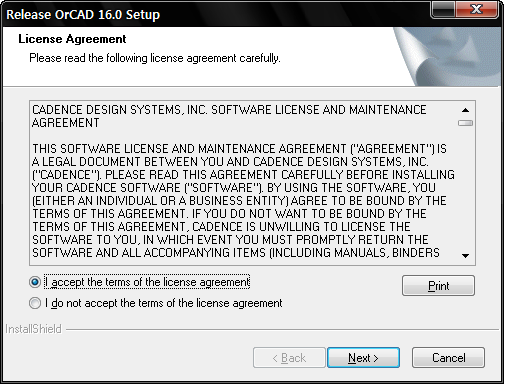 Release OrCAD 16.0 Setup
License Agreement
Please read the following license agreement carefully.
CADENCE DESIGN SYSTEMS, INC. SOFTWARE LICENSE AND MAINTENANCE
AGREEMENT
THIS SOFTWARE LICENSE AND MAINTENANCE AGREEMENT ("AGREEMENT") IS
A LEGAL DOCUMENT BETWEEN YOU AND CADENCE DESIGN SYSTEMS, INC.
("CADENCE"). PLEASE READ THIS AGREEMENT CAREFULLY BEFORE INSTALLING
YOUR CADENCE SOFTWARE ("SOFTWARE"). BY USING THE SOFTWARE, YOU
(EITHER AN INDIVIDUAL OR A BUSINESS ENTITY) AGREE TO BE BOUND BY THE
TERMS OF THIS AGREEMENT. IF YOU DO NOT WANT TO BE BOUND BY THE
TERMS OF THIS AGREEMENT, CADENCE IS UNWILLING TO LICENSE THE
SOFTWARE TO YOU, IN WHICH EVENT YOU MUST PROMPTLY RETURN THE
SOFTWARE AND ALL ACCOMPANYING ITEMS (INCLUDING MANUALS, BINDERS
I accept the terms of the license agreement
Print
I do not accept the terms of the license agreement
InstallShield
< Back
Next >
Cancel